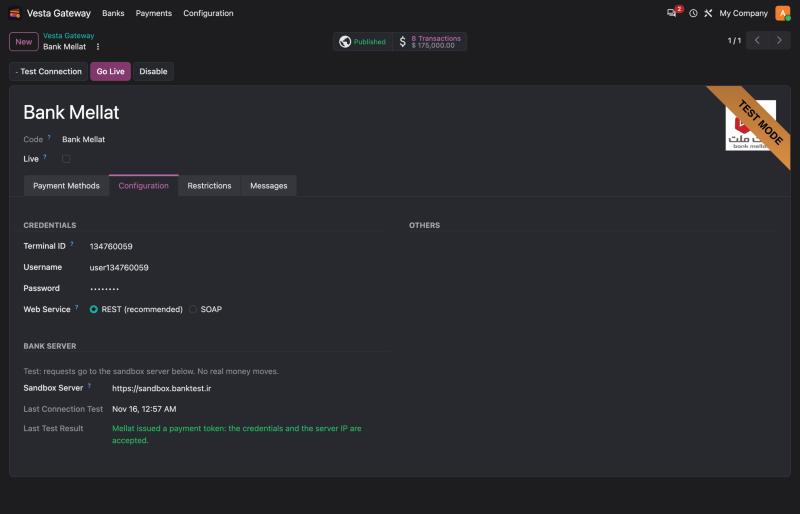 Vesta Gateway
Banks
Payments
Configuration
2
My Company
A
New
Vesta Gateway
Bank Mellat
Published
$
8 Transactions
$ 175,000.00
1 / 1
- Test Connection
Go Live
Disable
Bank Mellat
TEST MODE
ملت
bank mella
Code ?
Bank Mellat
Live ?
Payment Methods
Configuration
Restrictions
Messages
CREDENTIALS
Terminal ID ?
134760059
Username
user134760059
Password
••••••••
Web Service ?
REST (recommended)
SOAP
BANK SERVER
Test: requests go to the sandbox server below. No real money moves.
Sandbox Server ?
https://sandbox.banktest.ir
Last Connection Test
Nov 16, 12:57 AM
Last Test Result
Mellat issued a payment token: the credentials and the server IP are
accepted.
OTHERS